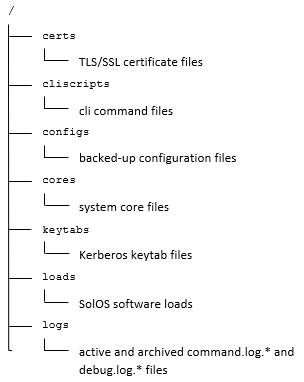 /
certs
TLS/SSL certificate files
cliscripts
cli command files
configs
backed-up configuration files
cores
system core files
keytabs
Kerberos keytab files
loads
SolOS software loads
logs
active and archived command.log.* and
debug.log.* files